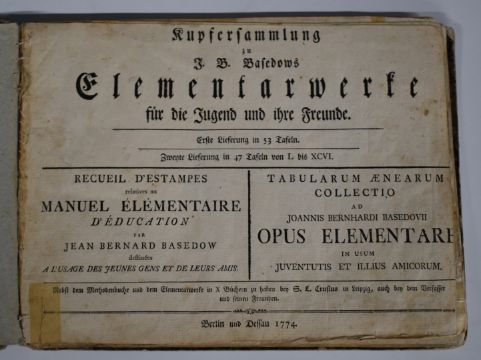 Kupfersammlung
zu
J. B. Basedows
Elementarwerke
für die Jugend und ihre Freunde.
Erste Lieferung in 53 Tafeln.
Zweyte Lieferung in 47 Tafeln von L bis XCVI.
RECUEIL D'ESTAMPES
relatives au
MANUEL ÉLÉMENTAIRE
D'ÉDUCATION
PAR
JEAN BERNARD BASEDOW
destinées
A L'USAGE DES JEUNES GENS ET DE LEURS AMIS.
TABULARUM ÆNEARUM
COLLECTIO
AD
JOANNIS BERNHARDI BASEDOVII
OPUS ELEMENTARE
IN USUM
JUVENTUTIS ET ILLIUS AMICORUM.
Nebst dem Methodenbuche und dem Elementarwerke in X Büchern zu haben bey S. L. Crusius in Leipzig, auch bey dem Verfasser
und seinen Freunden.
Berlin und Dessau 1774.